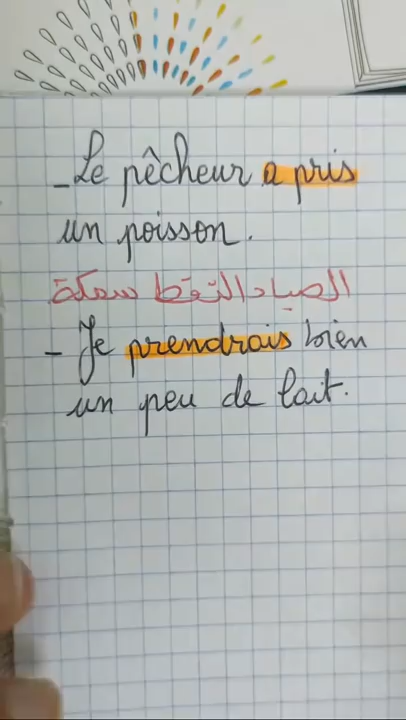 - Le pêcheur a pris
un poisson.
الصياد التقط سمكة
- Je prendrais bien
un peu de lait.